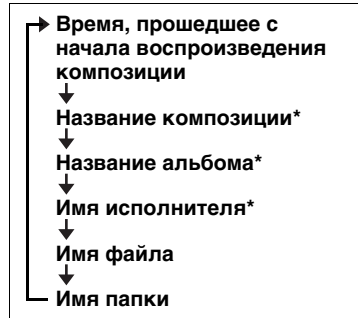 Время, прошедшее с
начала воспроизведения
композиции
Название композиции*
Название альбома*
Имя исполнителя*
Имя файла
Имя папки